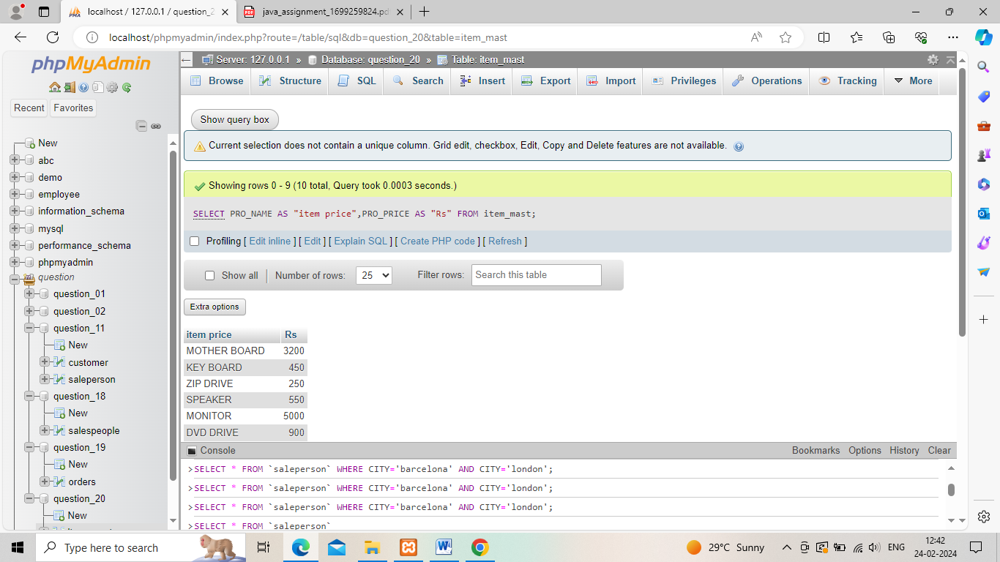 localhost / 127.0.0.1 / question_2
java_assignment_1699259824.pd
localhost/phpmyadmin/index.php?route=/table/sql&db=question_20&table=item_mast
phpMyAdmin
Recent Favorites
New
abc
demo
employee
information_schema
mysql
performance_schema
phpmyadmin
question
question_01
question_02
question_11
New
customer
saleperson
question_18
New
salespeople
question_19
New
orders
question_20
New
Server: 127.0.0.1 » Database: question_20 » Table: item_mast
Browse Structure SQL Search Insert Export Import Privileges Operations Tracking More
Show query box
Current selection does not contain a unique column. Grid edit, checkbox, Edit, Copy and Delete features are not available.
Showing rows 0 - 9 (10 total, Query took 0.0003 seconds.)
SELECT PRO_NAME AS "item price",PRO_PRICE AS "Rs" FROM item_mast;
Profiling [ Edit inline ] [ Edit ] [ Explain SQL ] [ Create PHP code ] [ Refresh ]
Show all Number of rows: 25 Filter rows: Search this table
Extra options
item price Rs
MOTHER BOARD 3200
KEY BOARD 450
ZIP DRIVE 250
SPEAKER 550
MONITOR 5000
DVD DRIVE 900
Console Bookmarks Options History Clear
>SELECT * FROM `saleperson` WHERE CITY='barcelona' AND CITY='london';
>SELECT * FROM `saleperson` WHERE CITY='barcelona' AND CITY='london';
>SELECT * FROM `saleperson` WHERE CITY='barcelona' AND CITY='london';
>SELECT * FROM `saleperson`
Type here to search
29°C Sunny
ENG
12:42
24-02-2024